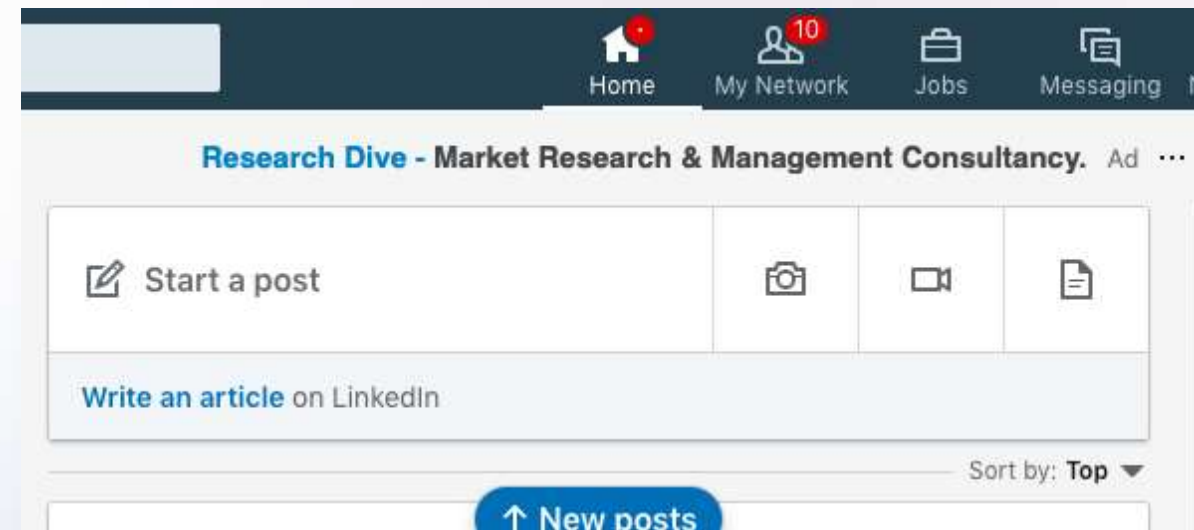 10
Home My Network Jobs Messaging
Research Dive - Market Research & Management Consultancy. Ad ...
Start a post
Write an article on LinkedIn
Sort by: Top
↑ New posts